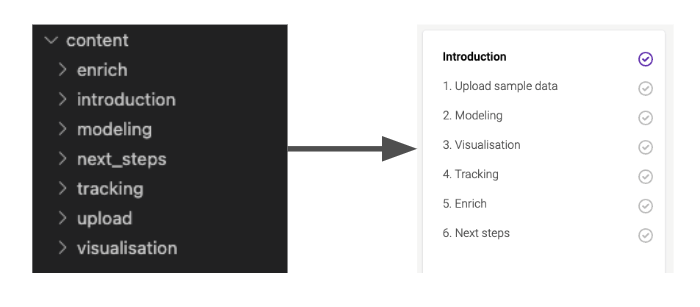 content
enrich
introduction
modeling
next_steps
tracking
upload
visualisation
Introduction
1. Upload sample data
2. Modeling
3. Visualisation
4. Tracking
5. Enrich
6. Next steps